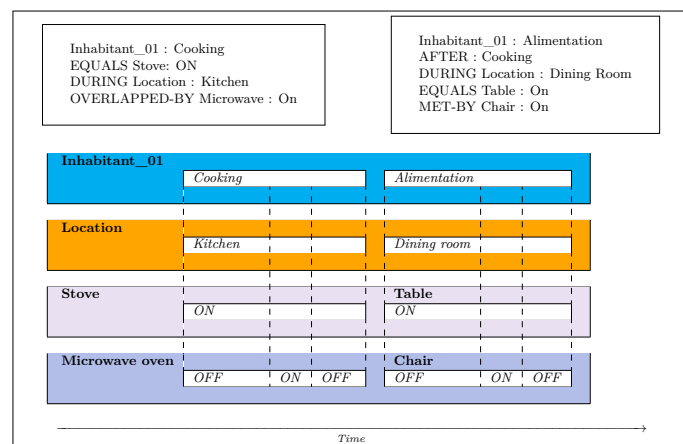 Inhabitant_01 : Cooking
EQUALS Stove: ON
DURING Location : Kitchen
OVERLAPPED-BY Microwave : On
Inhabitant_01 : Alimentation
AFTER : Cooking
DURING Location : Dining Room
EQUALS Table : On
MET-BY Chair : On
Inhabitant_01
Cooking Alimentation
Location
Kitchen Dining room
Stove Table
ON ON
Microwave oven Chair
OFF ON OFF OFF ON OFF
Time